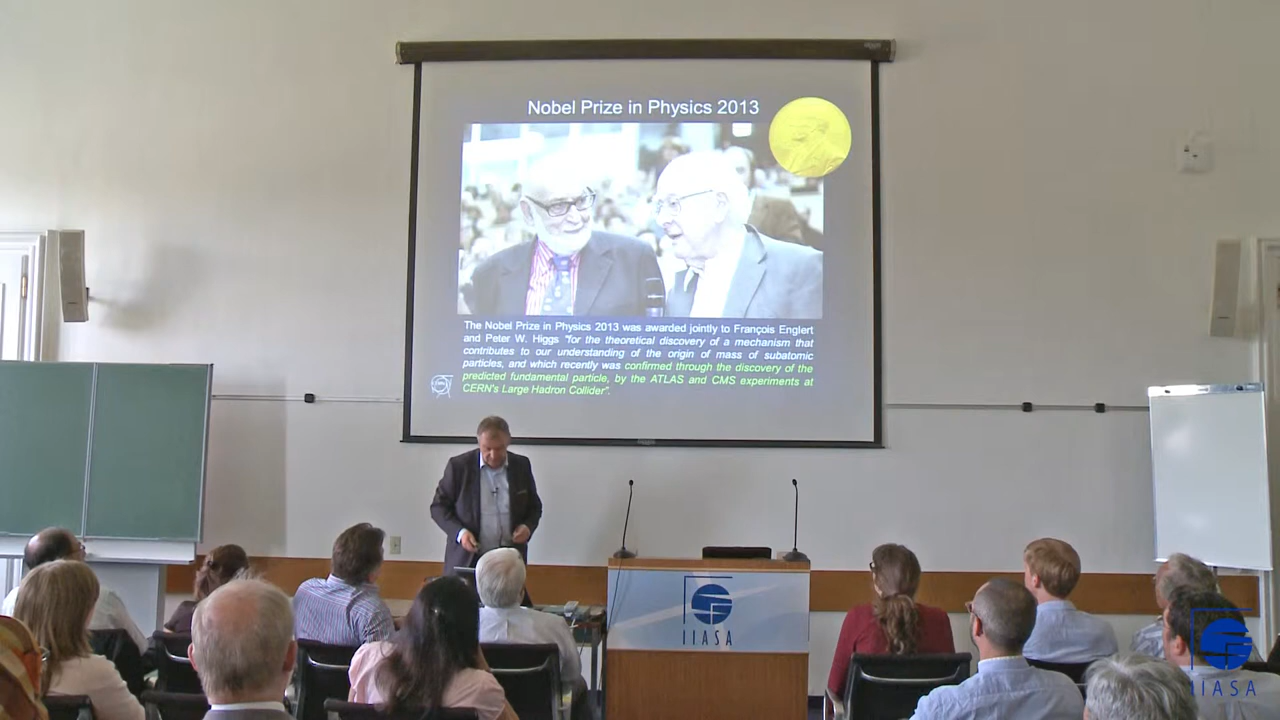 Nobel Prize in Physics 2013
The Nobel Prize in Physics 2013 was awarded jointly to François Englert
and Peter W. Higgs "for the theoretical discovery of a mechanism that
contributes to our understanding of the origin of mass of subatomic
particles, and which recently was confirmed through the discovery of the
predicted fundamental particle, by the ATLAS and CMS experiments at
CERN's Large Hadron Collider".
IIASA
IIASA